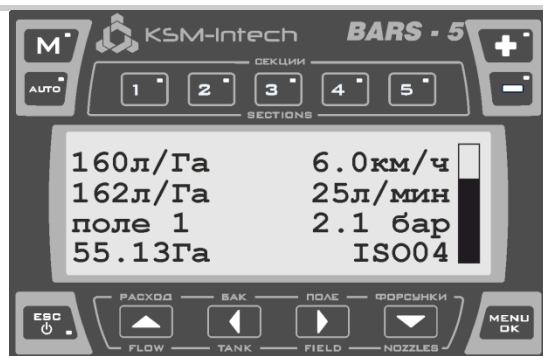 M
KSM-Intech
BARS - 5
+
AUTO
СЕКЦИИ
1 2 3 4 5
–
SECTIONS
160л/Га 6.0км/ч
162л/Га 25л/мин
поле 1 2.1 бар
55.13Га ISO04
ESC
РАСХОД БАК ПОЛЕ ФОРСУНКИ
MENU
OK
FLOW TANK FIELD NOZZLES